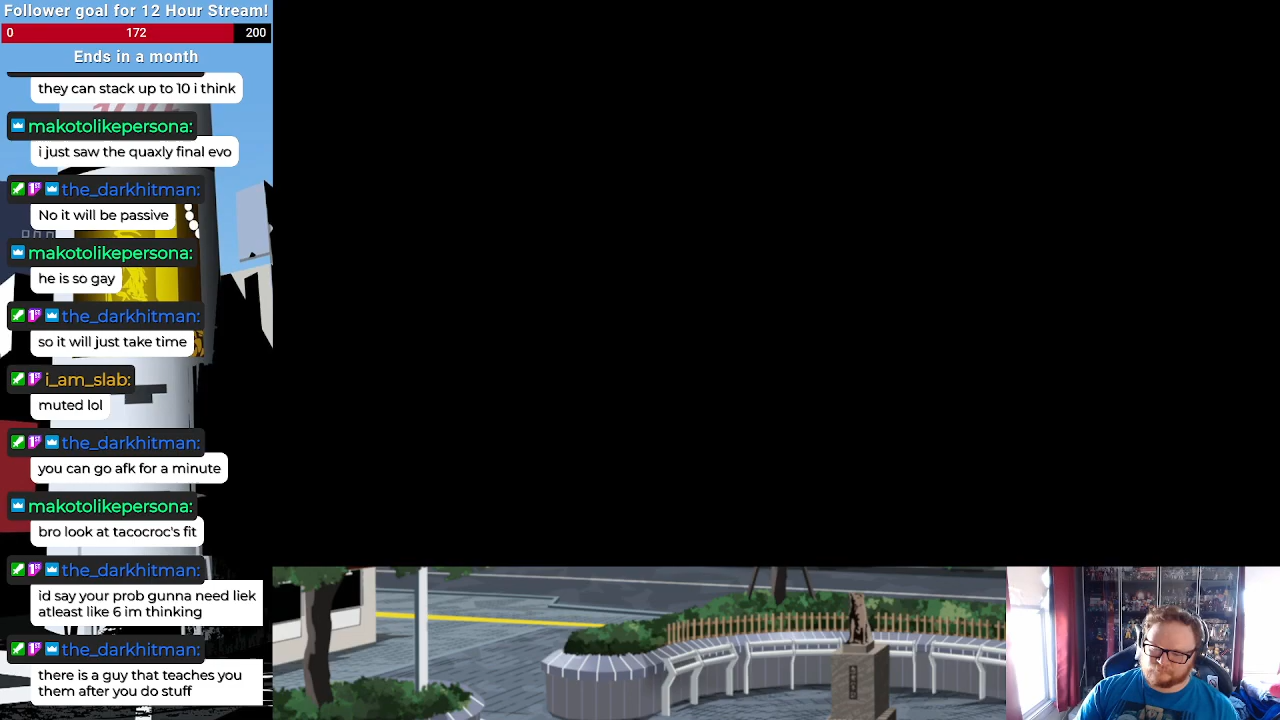 Follower goal for 12 Hour Stream!
0 172 200
Ends in a month
they can stack up to 10 i think
makotolikepersona:
i just saw the quaxly final evo
the_darkhitman:
No it will be passive
makotolikepersona:
he is so gay
the_darkhitman:
so it will just take time
i_am_slab:
muted lol
the_darkhitman:
you can go afk for a minute
makotolikepersona:
bro look at tacocroc's fit
the_darkhitman:
id say your prob gunna need liek
atleast like 6 im thinking
the_darkhitman:
there is a guy that teaches you
them after you do stuff